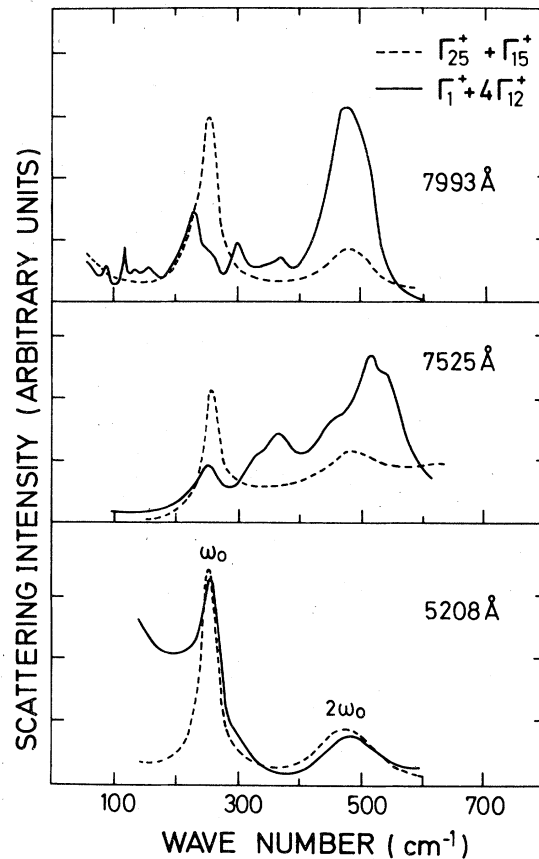 Γ₂₅⁺ + Γ₁₅⁺
Γ₁⁺ + 4Γ₁₂⁺
7993 Å
7525 Å
5208 Å
ω₀
2ω₀
SCATTERING INTENSITY (ARBITRARY UNITS)
100 300 500 700
WAVE NUMBER (cm⁻¹)